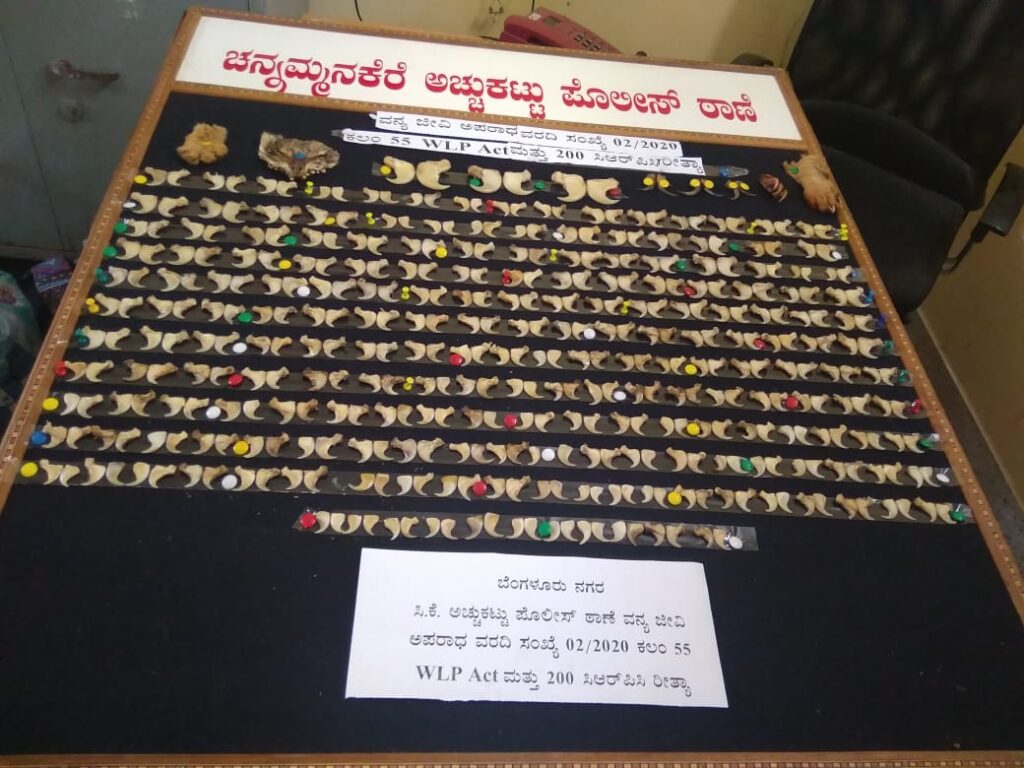 ಚನ್ನಮ್ಮನಕೆರೆ ಅಚ್ಚುಕಟ್ಟು ಪೊಲೀಸ್ ಠಾಣೆ
ವನ್ಯ ಜೀವಿ ಅಪರಾಧ ವರದಿ ಸಂಖ್ಯೆ 02/2020
ಕಲಂ 55 WLP Act ಮತ್ತು 200 ಸಿಆರ್‌ಪಿಸಿ ರೀತ್ಯಾ
ಬೆಂಗಳೂರು ನಗರ
ಸಿ.ಕೆ. ಅಚ್ಚುಕಟ್ಟು ಪೊಲೀಸ್ ಠಾಣೆ ವನ್ಯ ಜೀವಿ
ಅಪರಾಧ ವರದಿ ಸಂಖ್ಯೆ 02/2020 ಕಲಂ 55
WLP Act ಮತ್ತು 200 ಸಿಆರ್‌ಪಿಸಿ ರೀತ್ಯಾ